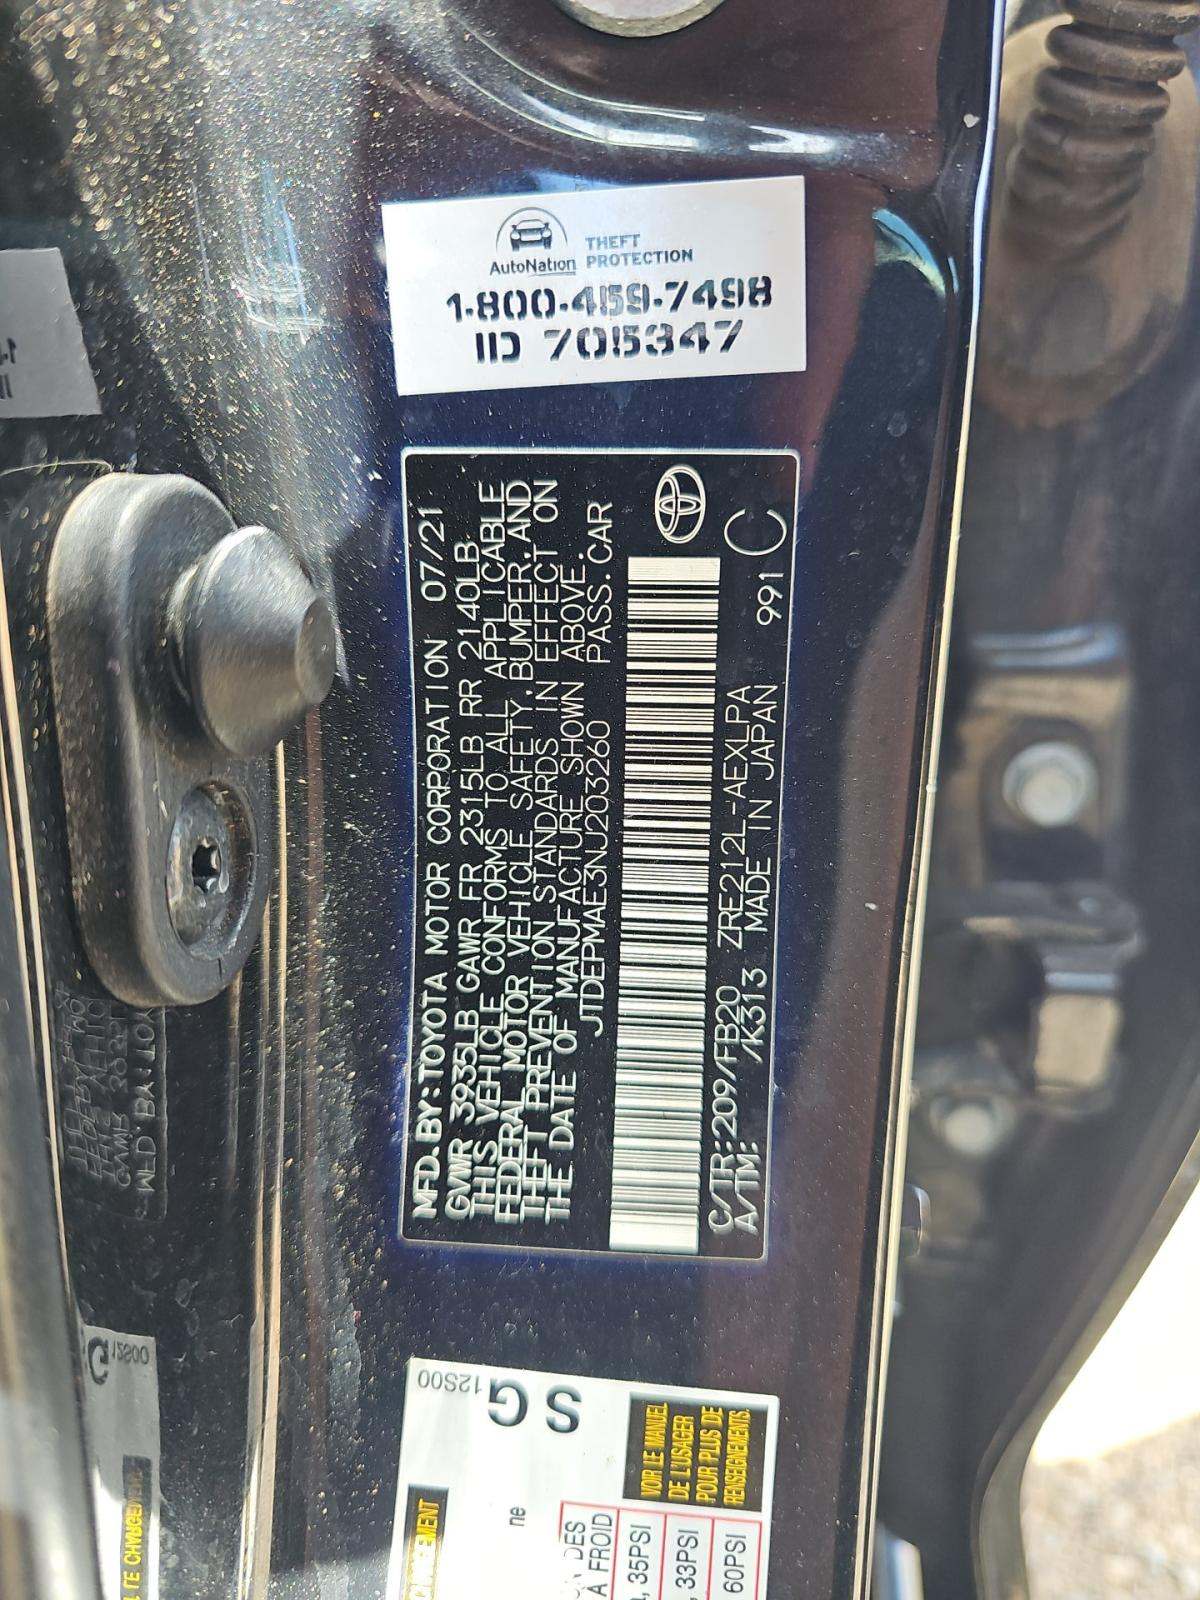 AutoNation THEFT PROTECTION
1-800-459-7498
ID 705347
MFD. BY: TOYOTA MOTOR CORPORATION 07/21
GVWR 3935LB GAWR FR 2315LB RR 2140LB
THIS VEHICLE CONFORMS TO ALL APPLICABLE
FEDERAL MOTOR VEHICLE SAFETY, BUMPER, AND
THEFT PREVENTION STANDARDS IN EFFECT ON
THE DATE OF MANUFACTURE SHOWN ABOVE.
JTDEPMAE3NJ203260 PASS. CAR
C/TR: 209/FB20 ZRE212L-AEXLPA 991 C
A/TM: /K313 MADE IN JAPAN
12S00
SG
VOIR LE MANUEL
DE L'USAGER
POUR PLUS DE
RENSEIGNEMENTS
ne
DES
À FROID
35PSI
33PSI
60PSI